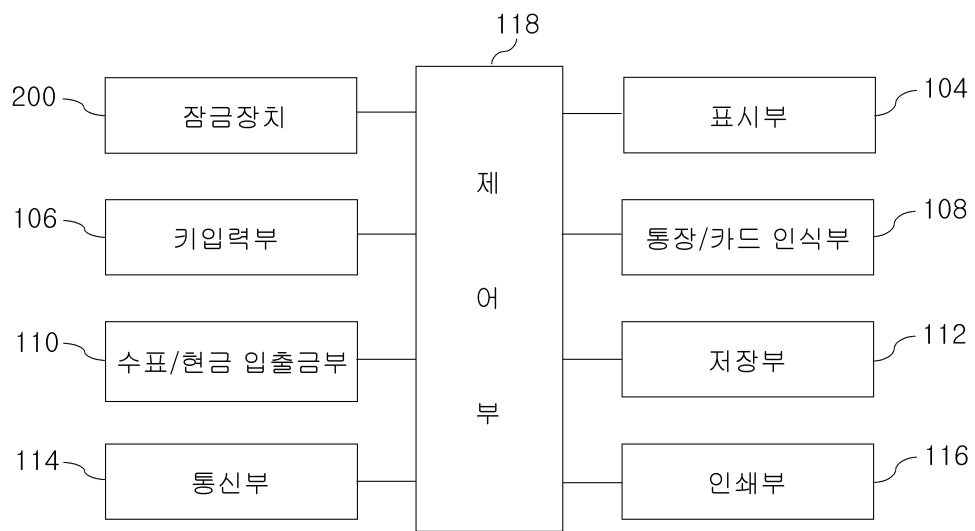 118
200
잠금장치
표시부
104
106
키입력부
통장/카드 인식부
108
제
어
부
110
수표/현금 입출금부
저장부
112
114
통신부
인쇄부
116